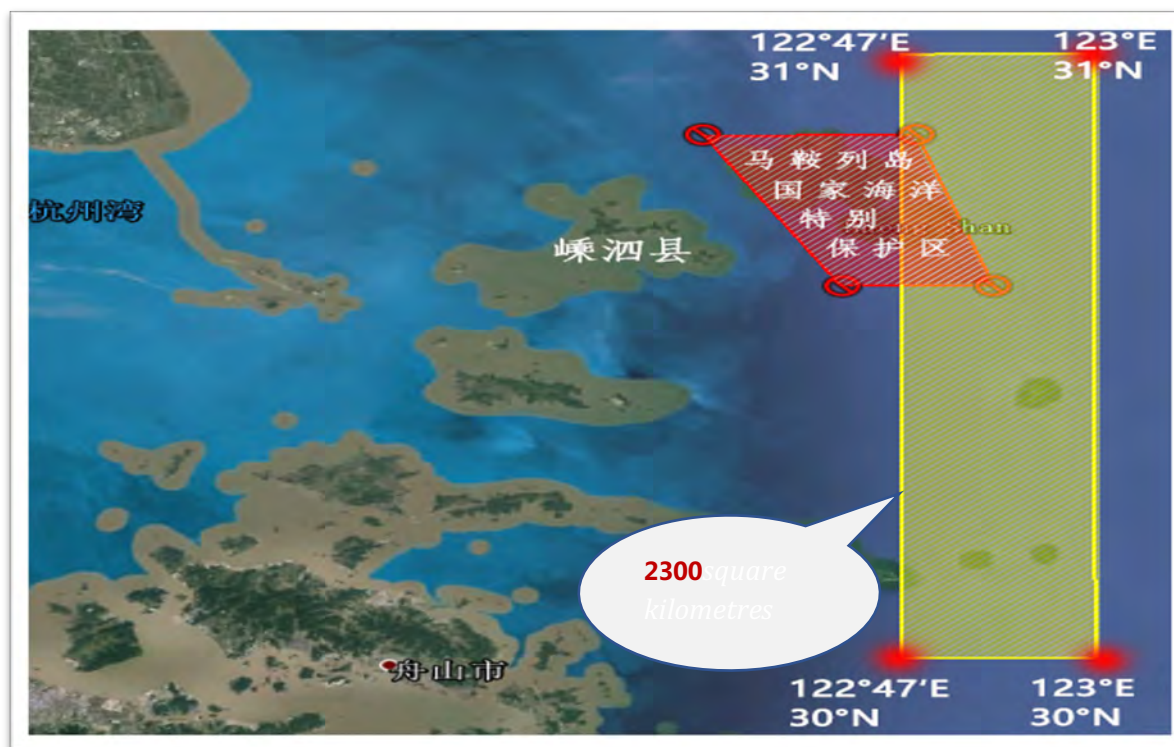 122°47′E
31°N
123°E
31°N
马鞍列岛
国家海洋
特别
保护区
han
杭州湾
嵊泗县
2300square
kilometres
舟山市
122°47′E
30°N
123°E
30°N